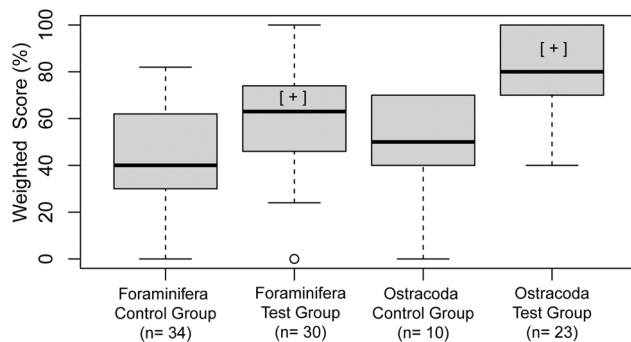 Weighted Score (%)
100
80
60
40
20
0
[ + ]
[ + ]
Foraminifera
Control Group
(n= 34)
Foraminifera
Test Group
(n= 30)
Ostracoda
Control Group
(n= 10)
Ostracoda
Test Group
(n= 23)